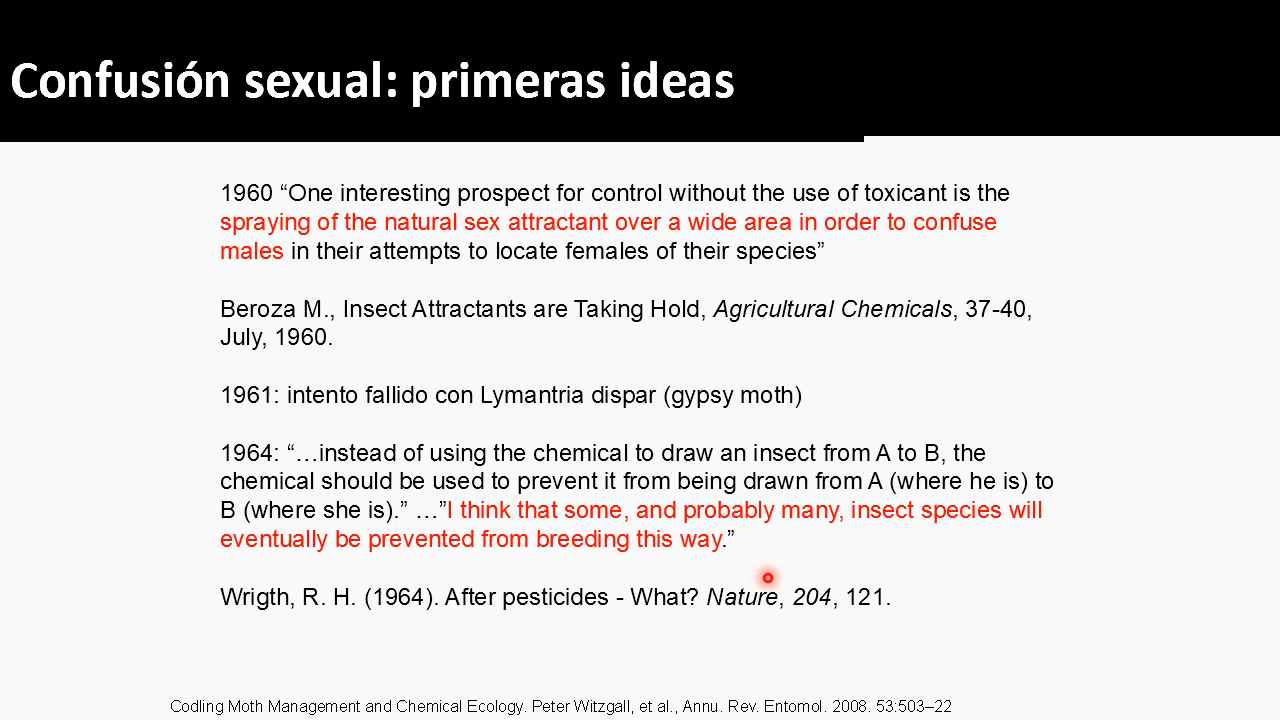 Confusión sexual: primeras ideas
1960 “One interesting prospect for control without the use of toxicant is the
spraying of the natural sex attractant over a wide area in order to confuse
males in their attempts to locate females of their species”
Beroza M., Insect Attractants are Taking Hold, Agricultural Chemicals, 37-40,
July, 1960.
1961: intento fallido con Lymantria dispar (gypsy moth)
1964: “…instead of using the chemical to draw an insect from A to B, the
chemical should be used to prevent it from being drawn from A (where he is) to
B (where she is).” …”I think that some, and probably many, insect species will
eventually be prevented from breeding this way.”
Wrigth, R. H. (1964). After pesticides - What? Nature, 204, 121.
Codling Moth Management and Chemical Ecology. Peter Witzgall, et al., Annu. Rev. Entomol. 2008. 53:503–22